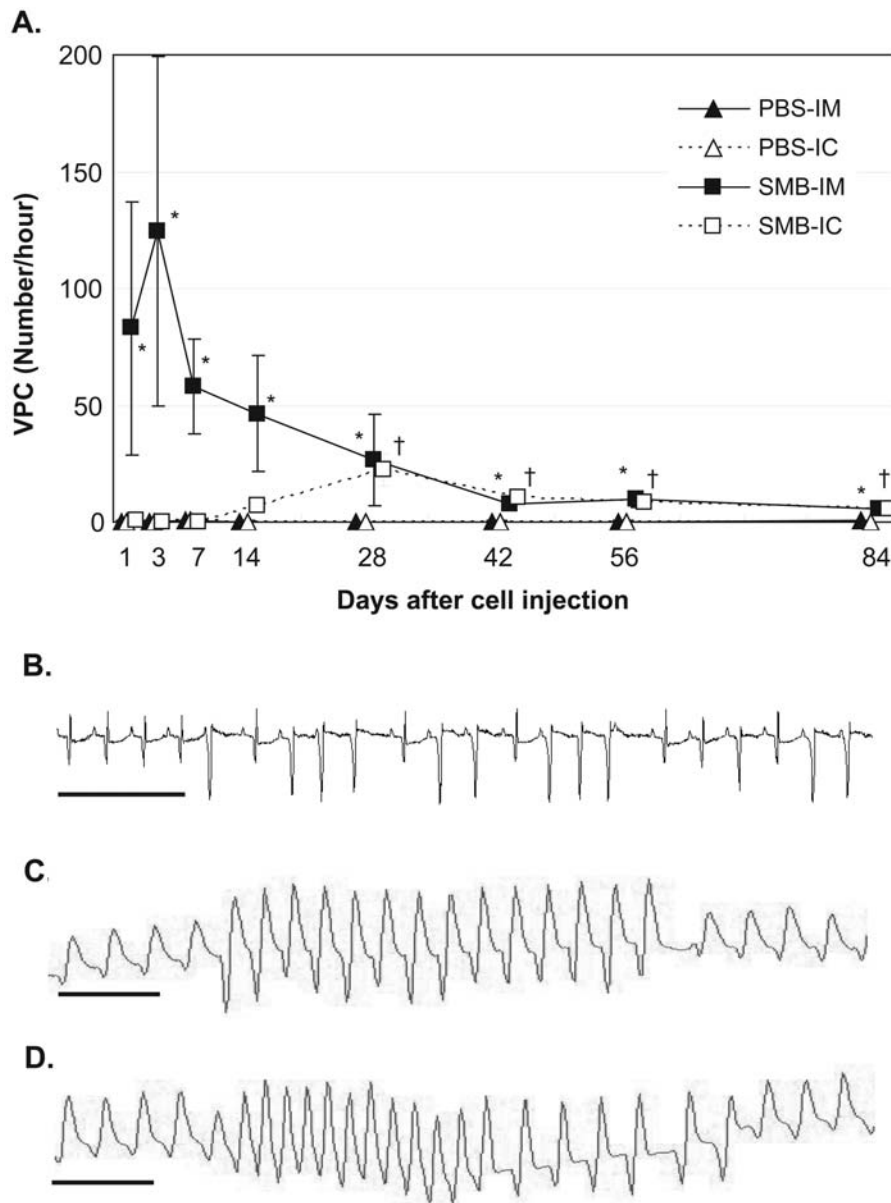 A.
200
150
100
50
0
VPC (Number/hour)
PBS-IM
PBS-IC
SMB-IM
SMB-IC
*
*
*
*
* †
* †
* †
* †
1 3 7 14 28 42 56 84
Days after cell injection
B.
C.
D.